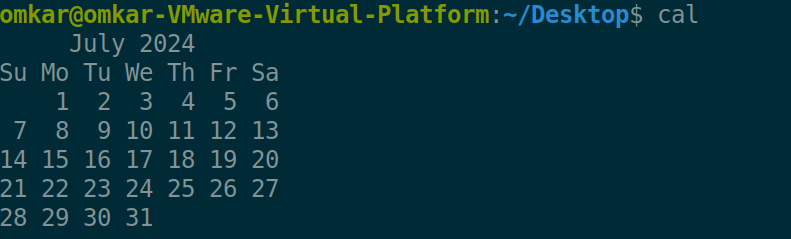 omkar@omkar-VMware-Virtual-Platform:~/Desktop$ cal
     July 2024
Su Mo Tu We Th Fr Sa
    1  2  3  4  5  6
 7  8  9 10 11 12 13
14 15 16 17 18 19 20
21 22 23 24 25 26 27
28 29 30 31